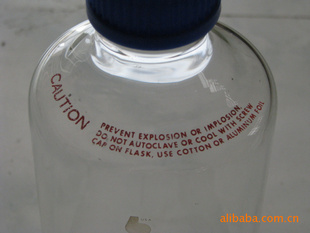 CAUTION
PREVENT EXPLOSION OR IMPLOSION,
DO NOT AUTOCLAVE OR COOL WITH SCREW
CAP ON FLASK. USE COTTON OR ALUMINUM FOIL
alibaba.com.cn